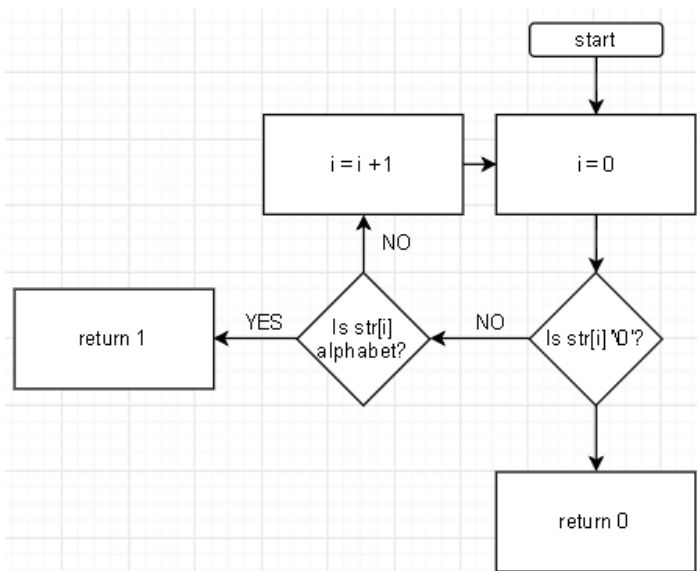 start
i = i +1
i = 0
NO
return 1
YES
Is str[i]
alphabet?
NO
Is str[i] '\0'?
return 0